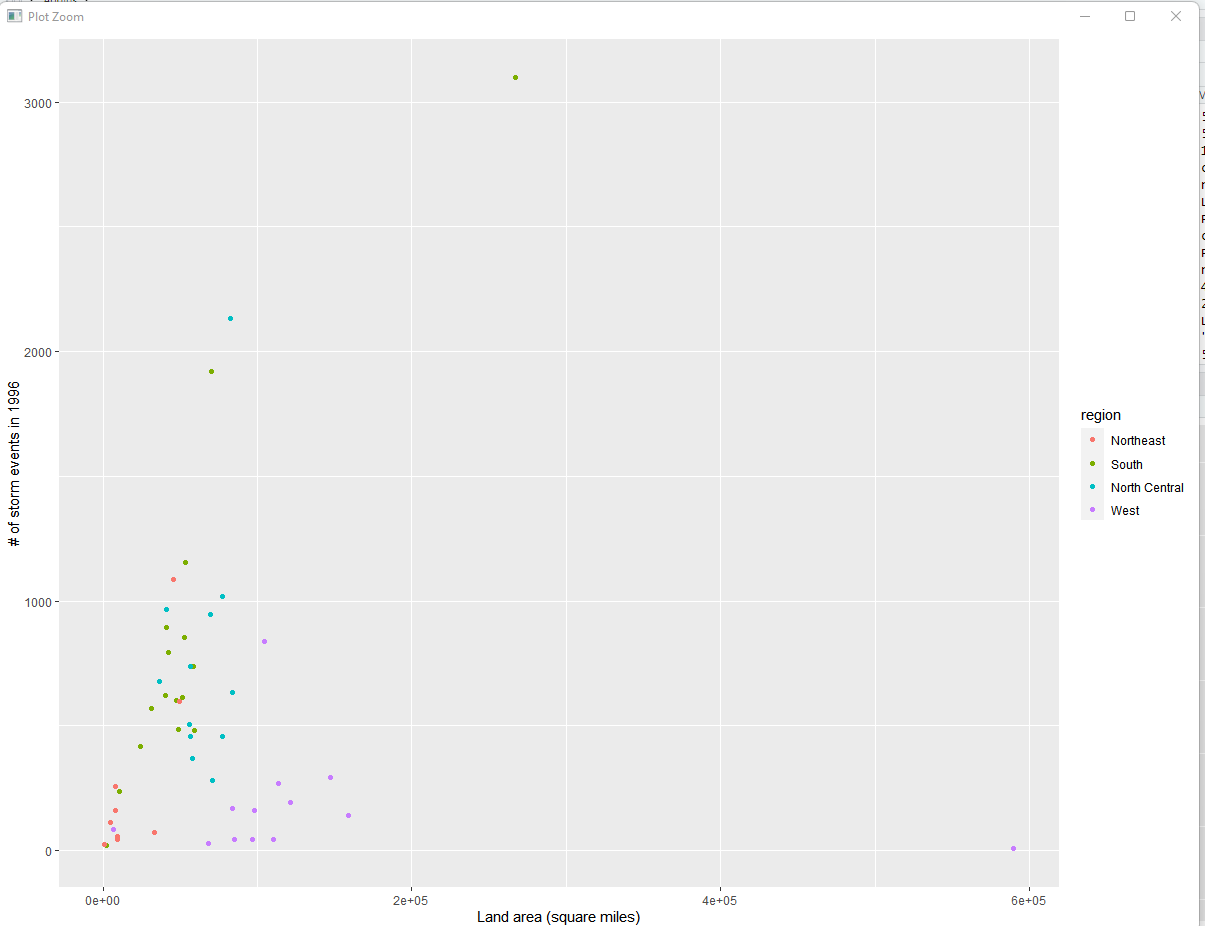 Plot Zoom
3000
2000
1000
0
# of storm events in 1996
0e+00
2e+05
4e+05
6e+05
Land area (square miles)
region
Northeast
South
North Central
West